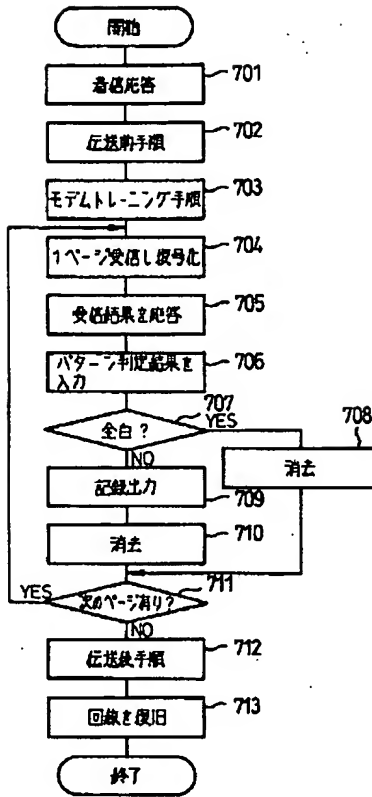 開始
着信応答
701
伝送前手順
702
モデムトレーニング手順
703
1ページ受信し復号化
704
受信結果を応答
705
パターン判定結果を
入力
706
全白?
707
YES
708
消去
NO
記録出力
709
消去
710
711
YES
次のページ有り?
NO
伝送後手順
712
回線を復旧
713
終了